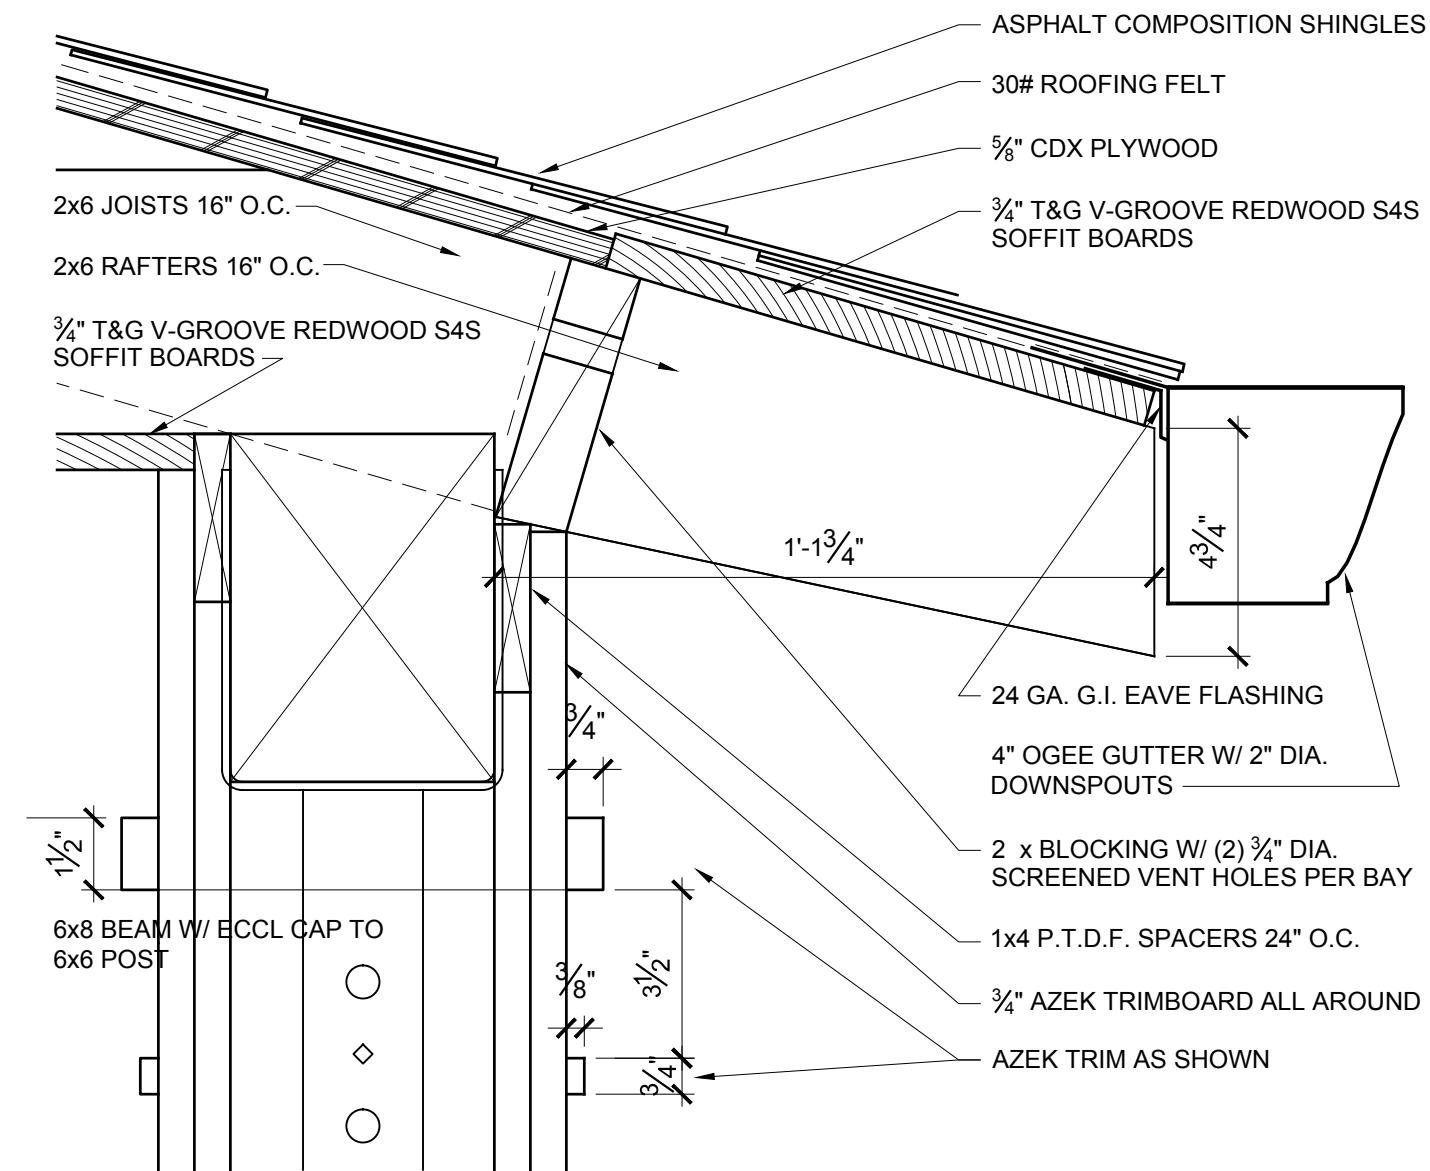 ASPHALT COMPOSITION SHINGLES
30# ROOFING FELT
⅝" CDX PLYWOOD
¾" T&G V-GROOVE REDWOOD S4S
SOFFIT BOARDS
2x6 JOISTS 16" O.C.
2x6 RAFTERS 16" O.C.
¾" T&G V-GROOVE REDWOOD S4S
SOFFIT BOARDS
1'-1¾"
4¾"
24 GA. G.I. EAVE FLASHING
¾"
4" OGEE GUTTER W/ 2" DIA.
DOWNSPOUTS
1½"
2 x BLOCKING W/ (2) ¾" DIA.
SCREENED VENT HOLES PER BAY
6x8 BEAM W/ ECCL CAP TO
6x6 POST
1x4 P.T.D.F. SPACERS 24" O.C.
⅜"
3½"
¾" AZEK TRIMBOARD ALL AROUND
AZEK TRIM AS SHOWN
¾"